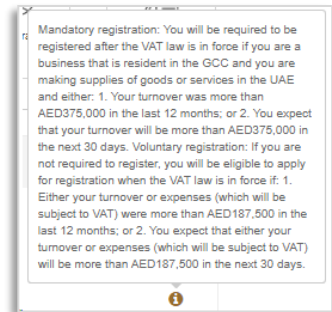 Mandatory registration: You will be required to be
registered after the VAT law is in force if you are a
business that is resident in the GCC and you are
making supplies of goods or services in the UAE
and either: 1. Your turnover was more than
AED375,000 in the last 12 months; or 2. You expect
that your turnover will be more than AED375,000 in
the next 30 days. Voluntary registration: If you are
not required to register, you will be eligible to apply
for registration when the VAT law is in force if: 1.
Either your turnover or expenses (which will be
subject to VAT) were more than AED187,500 in the
last 12 months; or 2. You expect that either your
turnover or expenses (which will be subject to VAT)
will be more than AED187,500 in the next 30 days.